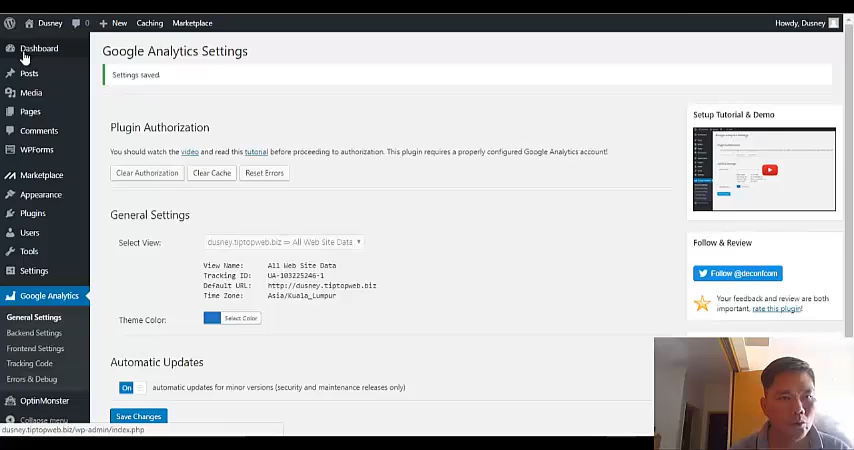 Dusney
0
New
Caching
Marketplace
Howdy, Dusney
Dashboard
Posts
Media
Pages
Comments
WPForms
Marketplace
Appearance
Plugins
Users
Tools
Settings
Google Analytics
General Settings
Backend Settings
Frontend Settings
Tracking Code
Errors & Debug
OptinMonster
Collapse menu
Google Analytics Settings
Settings saved.
Plugin Authorization
You should watch the video and read this tutorial before proceeding to authorization. This plugin requires a properly configured Google Analytics account!
Clear Authorization
Clear Cache
Reset Errors
General Settings
Select View:
dusney.tiptopweb.biz ⇒ All Web Site Data
View Name: All Web Site Data
Tracking ID: UA-103225246-1
Default URL: http://dusney.tiptopweb.biz
Time Zone: Asia/Kuala_Lumpur
Theme Color:
Select Color
Automatic Updates
On
automatic updates for minor versions (security and maintenance releases only)
Save Changes
Setup Tutorial & Demo
Follow & Review
Follow @deconfcom
Your feedback and review are both
important, rate this plugin!
dusney.tiptopweb.biz/wp-admin/index.php